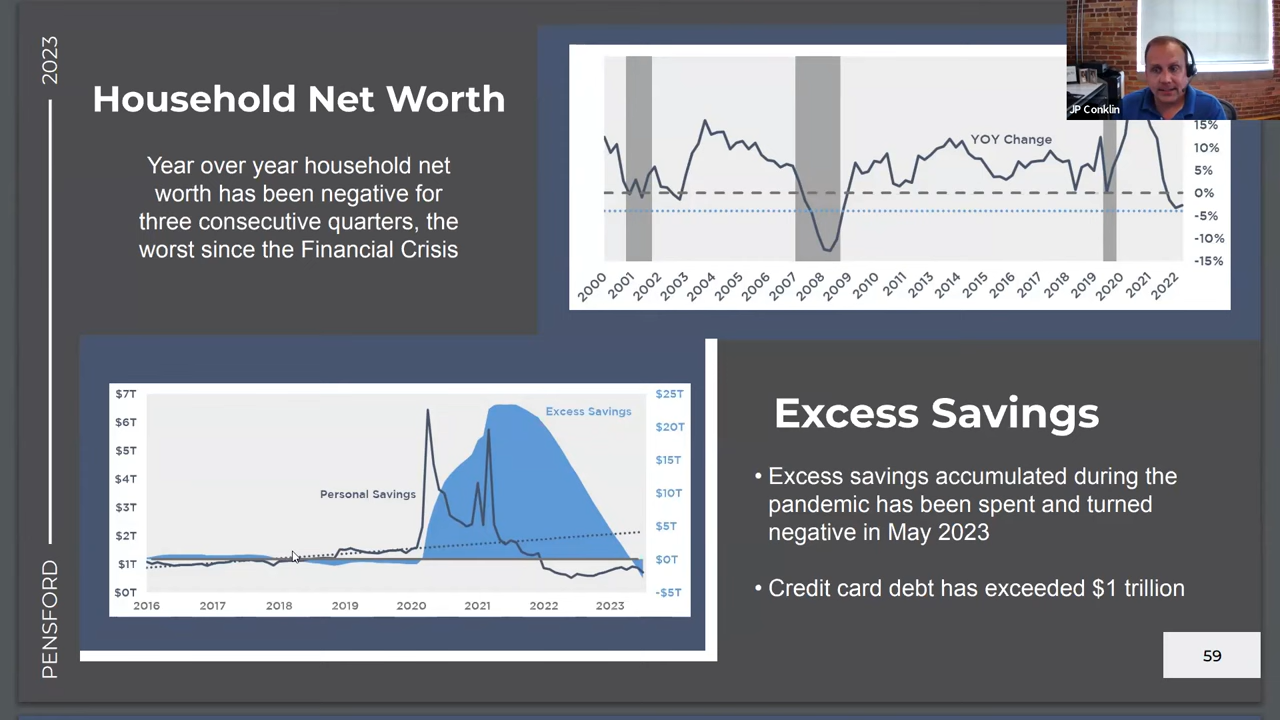 2023
PENSFORD
Household Net Worth
Year over year household net
worth has been negative for
three consecutive quarters, the
worst since the Financial Crisis
JP Conklin
YOY Change
15%
10%
5%
0%
-5%
-10%
-15%
2000 2001 2002 2003 2004 2005 2006 2007 2008 2009 2010 2011 2013 2014 2015 2016 2017 2018 2019 2020 2021 2022
$7T
$6T
$5T
$4T
$3T
$2T
$1T
$0T
Excess Savings
Personal Savings
$25T
$20T
$15T
$10T
$5T
$0T
-$5T
2016 2017 2018 2019 2020 2021 2022 2023
Excess Savings
• Excess savings accumulated during the
pandemic has been spent and turned
negative in May 2023
• Credit card debt has exceeded $1 trillion
59